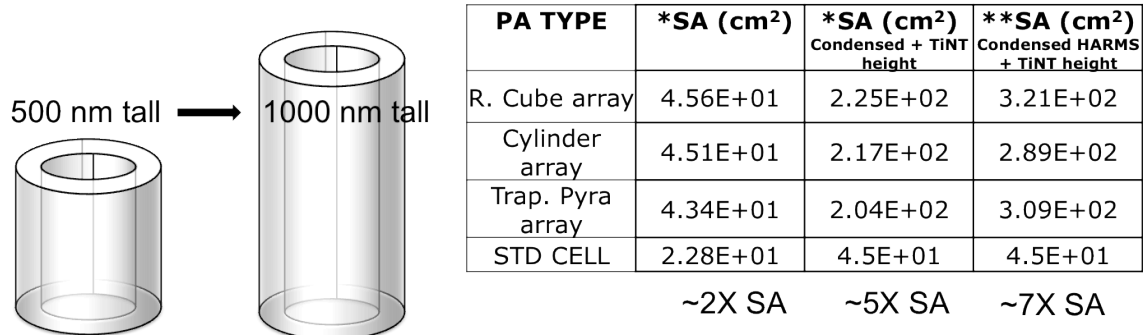 500 nm tall
1000 nm tall
PA TYPE
*SA (cm²)
*SA (cm²)
Condensed + TiNT
height
**SA (cm²)
Condensed HARMS
+ TiNT height
R. Cube array
4.56E+01
2.25E+02
3.21E+02
Cylinder
array
4.51E+01
2.17E+02
2.89E+02
Trap. Pyra
array
4.34E+01
2.04E+02
3.09E+02
STD CELL
2.28E+01
4.5E+01
4.5E+01
~2X SA
~5X SA
~7X SA